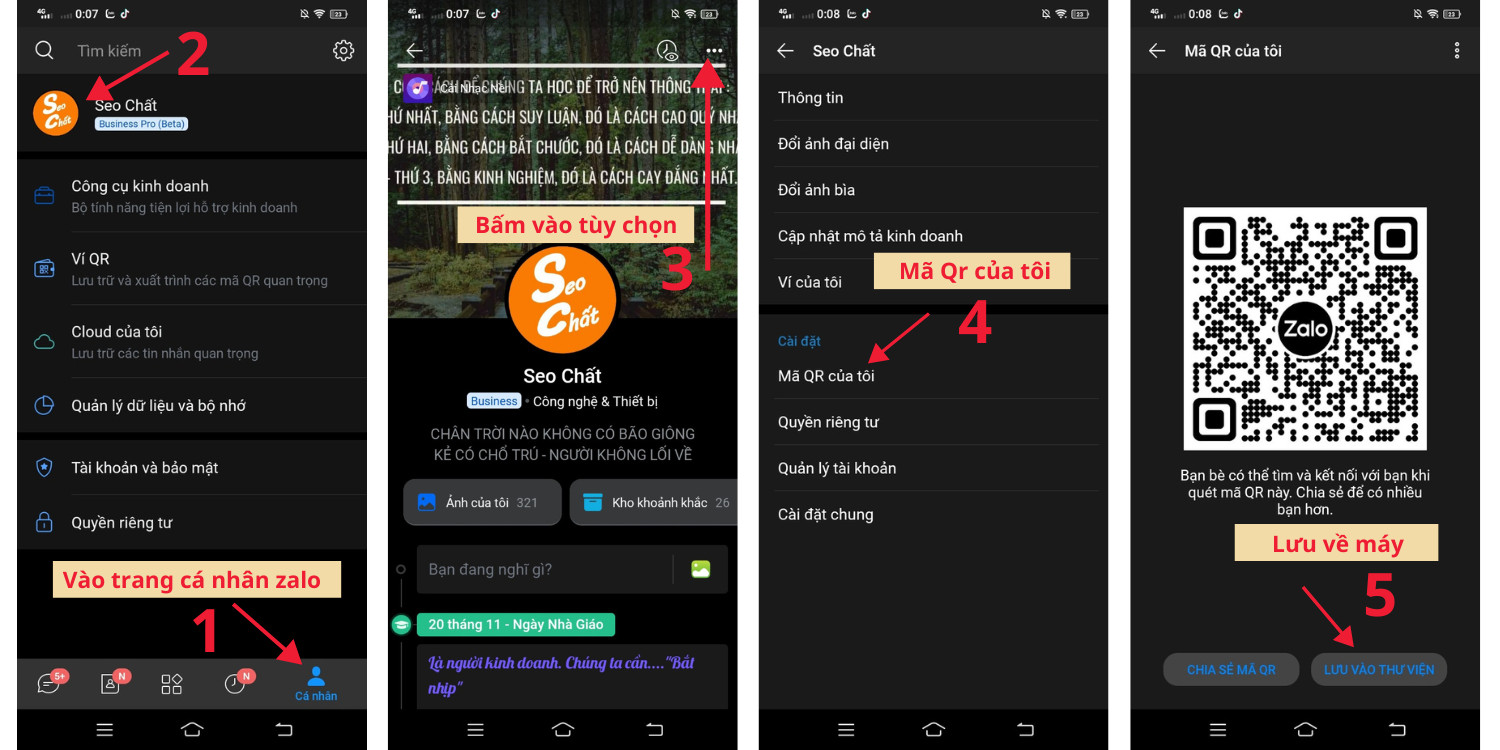 4G 0:07 23
Tìm kiếm
2
Seo Chất
Seo Chất
Business Pro (Beta)
Công cụ kinh doanh
Bộ tính năng tiện lợi hỗ trợ kinh doanh
Ví QR
Lưu trữ và xuất trình các mã QR quan trọng
Cloud của tôi
Lưu trữ các tin nhắn quan trọng
Quản lý dữ liệu và bộ nhớ
Tài khoản và bảo mật
Quyền riêng tư
Vào trang cá nhân zalo
1
5+ N N
Cá nhân
4G 0:07 23
CÁCH ĐỂ CHÚNG TA HỌC ĐỂ TRỞ NÊN THÔNG THÁI :
Cài Nhạc Nền
HỨ NHẤT, BẰNG CÁCH SUY LUẬN, ĐÓ LÀ CÁCH CAO QUÝ NH
HỨ HAI, BẰNG CÁCH BẮT CHƯỚC, ĐÓ LÀ CÁCH DỄ DÀNG NHẤ
- THỨ 3, BẰNG KINH NGHIỆM, ĐÓ LÀ CÁCH CAY ĐẮNG NHẤT.
Bấm vào tùy chọn
3
Seo
Chất
Seo Chất
Business • Công nghệ & Thiết bị
CHÂN TRỜI NÀO KHÔNG CÓ BÃO GIÔNG
KẺ CÓ CHỐ TRÚ - NGƯỜI KHÔNG LỐI VỀ
Ảnh của tôi 321
Kho khoảnh khắc 26
Bạn đang nghĩ gì?
20 tháng 11 - Ngày Nhà Giáo
Là người kinh doanh. Chúng ta cần...."Bắt
nhịp"
4G 0:08 23
Seo Chất
Thông tin
Đổi ảnh đại diện
Đổi ảnh bìa
Cập nhật mô tả kinh doanh
Ví của tôi
Mã Qr của tôi
4
Cài đặt
Mã QR của tôi
Quyền riêng tư
Quản lý tài khoản
Cài đặt chung
4G 0:08 23
Mã QR của tôi
Zalo
Bạn bè có thể tìm và kết nối với bạn khi
quét mã QR này. Chia sẻ để có nhiều
bạn hơn.
Lưu về máy
5
CHIA SẺ MÃ QR
LƯU VÀO THƯ VIỆN